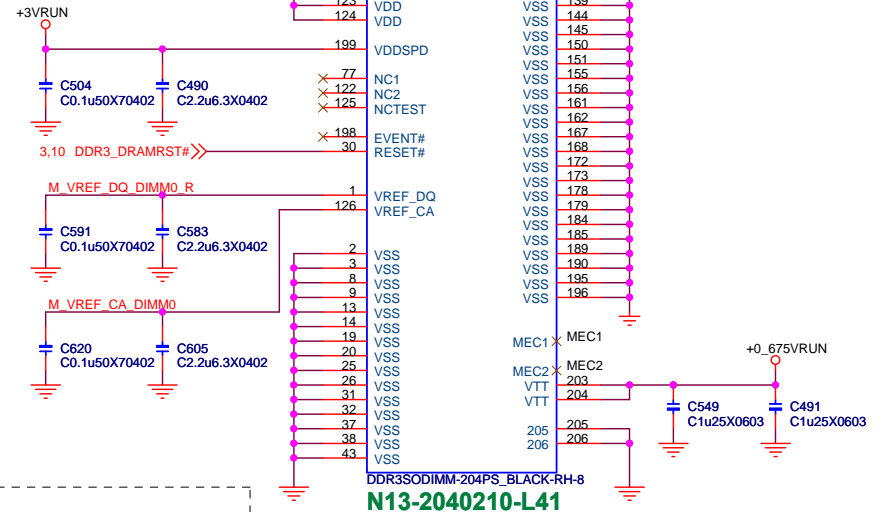 123 VDD VSS 139
124 VDD VSS 144
+3VRUN
VSS 145
199 VDDSPD VSS 150
VSS 151
77 NC1 VSS 155
C504 C490
C0.1u50X70402 C2.2u6.3X0402
122 NC2 VSS 156
125 NCTEST VSS 161
VSS 162
198 EVENT# VSS 167
3,10 DDR3_DRAMRST# 30 RESET# VSS 168
VSS 172
VSS 173
M_VREF_DQ_DIMM0_R 1 VREF_DQ VSS 178
126 VREF_CA VSS 179
VSS 184
C591 C583
C0.1u50X70402 C2.2u6.3X0402
VSS 185
2 VSS VSS 189
3 VSS VSS 190
8 VSS VSS 195
9 VSS VSS 196
M_VREF_CA_DIMM0
13 VSS
14 VSS
19 VSS MEC1 MEC1
C620 C605
C0.1u50X70402 C2.2u6.3X0402
+0_675VRUN
20 VSS
25 VSS MEC2 MEC2
26 VSS VTT 203
31 VSS VTT 204
32 VSS
C549 C491
C1u25X0603 C1u25X0603
37 VSS 205 205
38 VSS 206 206
43 VSS
DDR3SODIMM-204PS_BLACK-RH-8
N13-2040210-L41